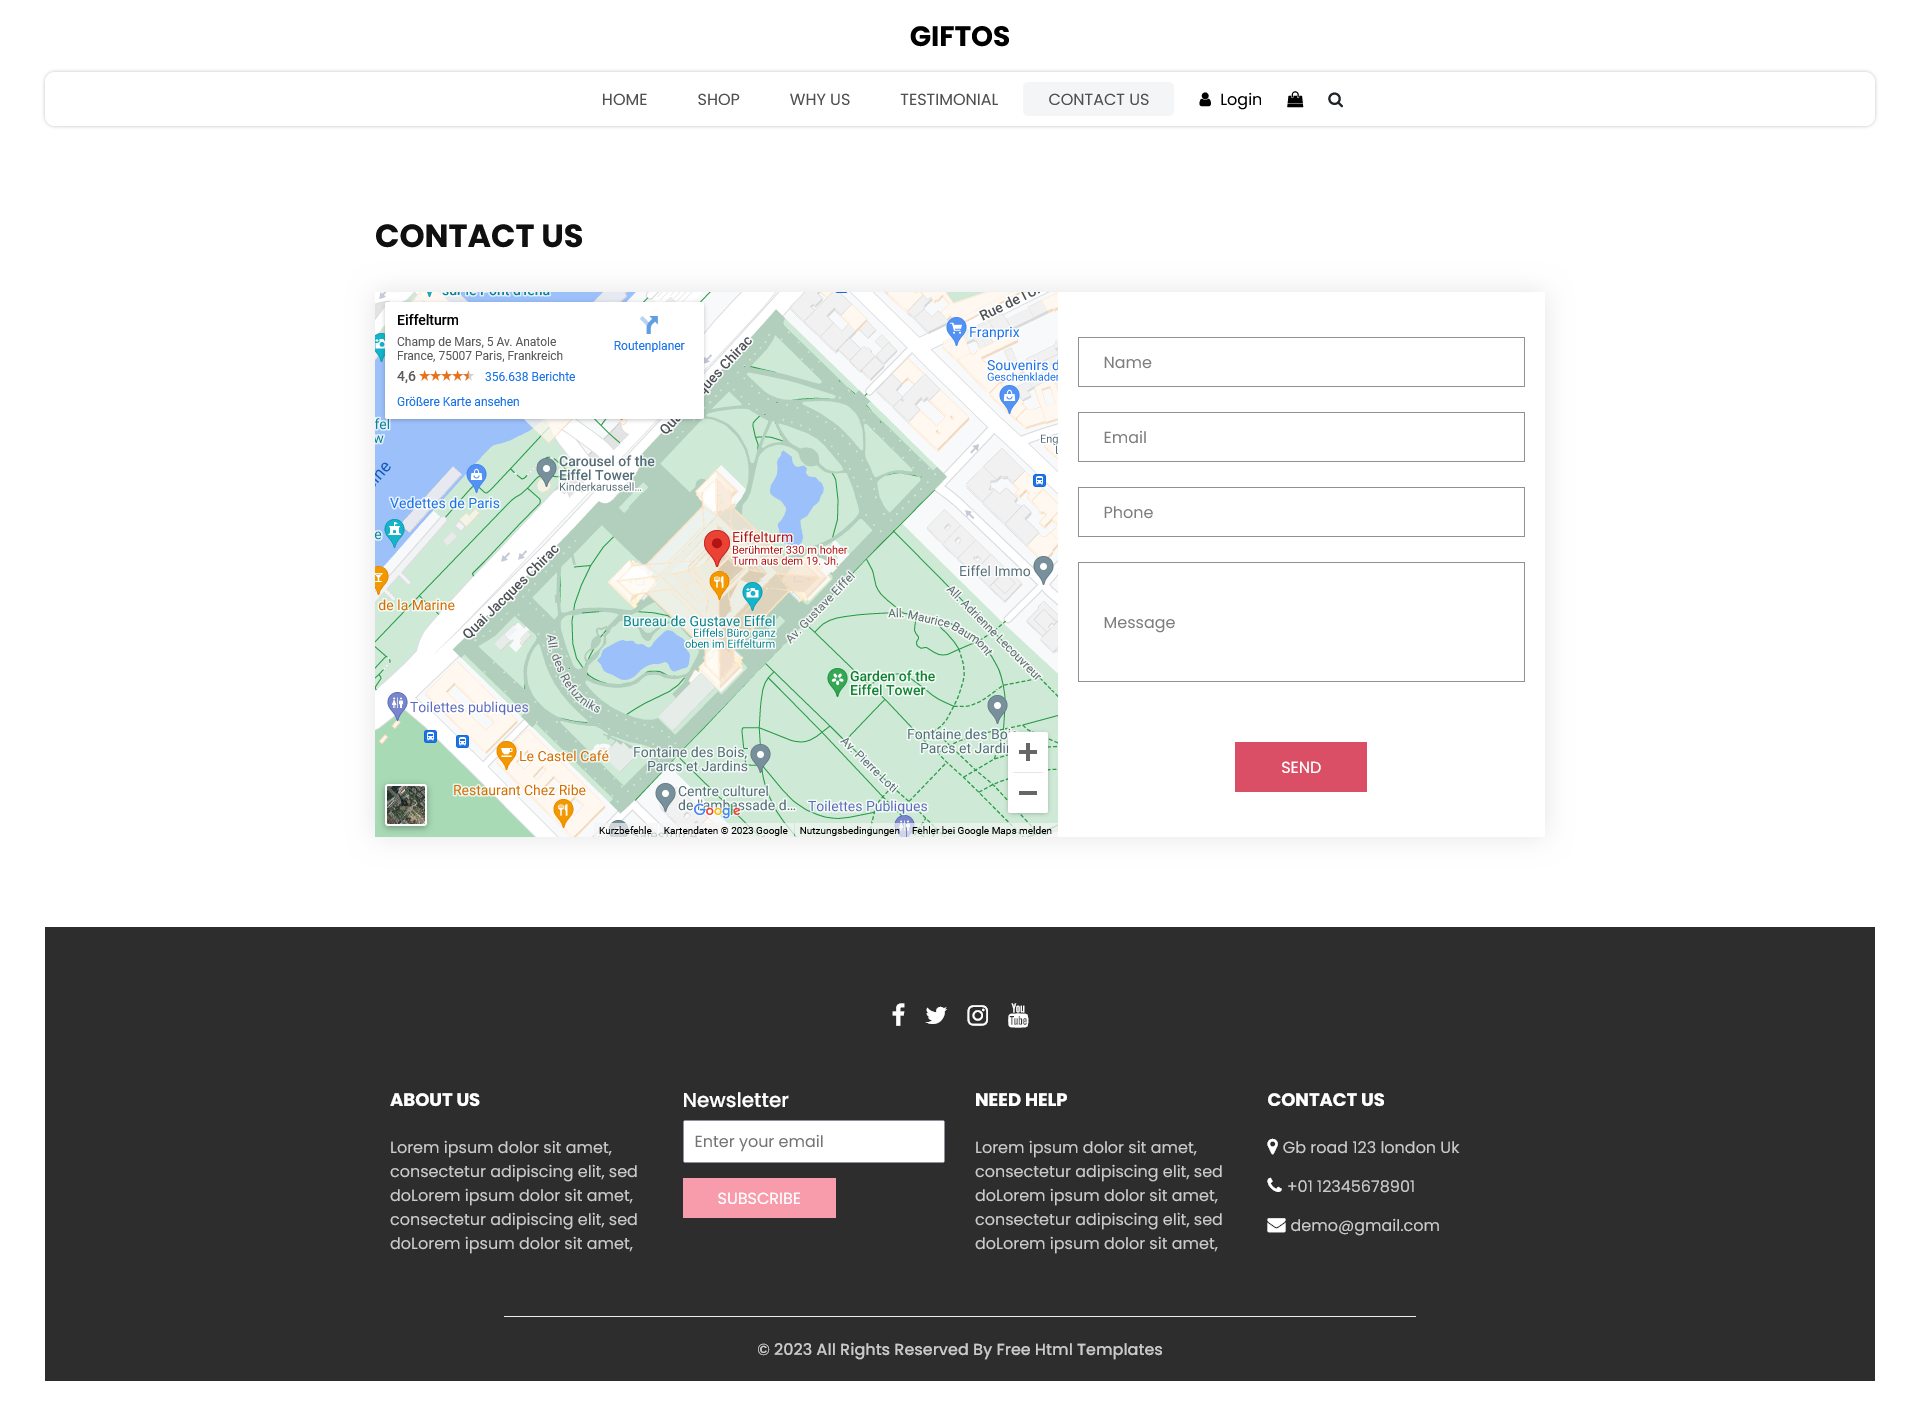 GIFTOS
HOME
SHOP
WHY US
TESTIMONIAL
CONTACT US
Login
CONTACT US
Eiffelturm
Champ de Mars, 5 Av. Anatole
France, 75007 Paris, Frankreich
4,6
356.638 Berichte
Größere Karte ansehen
Routenplaner
Rue de l'U
Franprix
Souvenirs d
Geschenkladen
Eng
Quai Jacques Chirac
Carousel of the
Eiffel Tower
Kinderkarussell...
Vedettes de Paris
Eiffelturm
Berühmter 330 m hoher
Turm aus dem 19. Jh.
Eiffel Immo
de la Marine
Quai Jacques Chirac
Bureau de Gustave Eiffel
Eiffels Büro ganz
oben im Eiffelturm
Av. Gustave Eiffel
All. Adrienne Lecouvreur
All. Maurice Baumont
All. des Refuzniks
Garden of the
Eiffel Tower
Toilettes publiques
Fontaine des Bois,
Parcs et Jardins
Fontaine des Bois
Parcs et Jardin
Av. Pierre Loti
Le Castel Café
Restaurant Chez Ribe
Centre culturel
de l'ambassade d...
Toilettes Publiques
Google
Kurzbefehle
Kartendaten © 2023 Google
Nutzungsbedingungen
Fehler bei Google Maps melden
Name
Email
Phone
Message
SEND
You
Tube
ABOUT US
Lorem ipsum dolor sit amet,
consectetur adipiscing elit, sed
doLorem ipsum dolor sit amet,
consectetur adipiscing elit, sed
doLorem ipsum dolor sit amet,
Newsletter
Enter your email
SUBSCRIBE
NEED HELP
Lorem ipsum dolor sit amet,
consectetur adipiscing elit, sed
doLorem ipsum dolor sit amet,
consectetur adipiscing elit, sed
doLorem ipsum dolor sit amet,
CONTACT US
Gb road 123 london Uk
+01 12345678901
demo@gmail.com
© 2023 All Rights Reserved By Free Html Templates